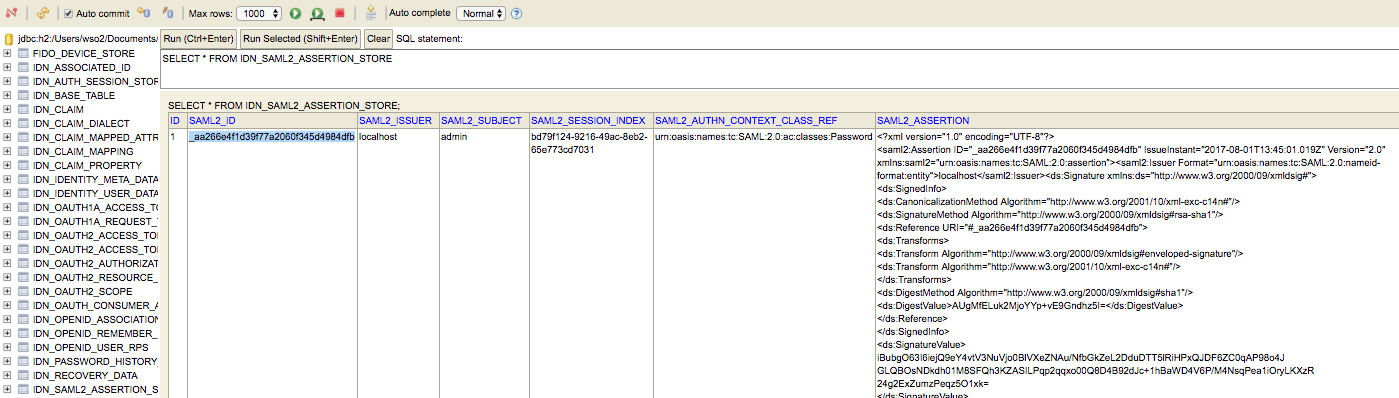 Auto commit Max rows: 1000 Auto complete Normal
jdbc:h2:/Users/wso2/Documents/
FIDO_DEVICE_STORE
IDN_ASSOCIATED_ID
IDN_AUTH_SESSION_STOR
IDN_BASE_TABLE
IDN_CLAIM
IDN_CLAIM_DIALECT
IDN_CLAIM_MAPPED_ATTR
IDN_CLAIM_MAPPING
IDN_CLAIM_PROPERTY
IDN_IDENTITY_META_DATA
IDN_IDENTITY_USER_DATA
IDN_OAUTH1A_ACCESS_TO
IDN_OAUTH1A_REQUEST_
IDN_OAUTH2_ACCESS_TO
IDN_OAUTH2_ACCESS_TO
IDN_OAUTH2_AUTHORIZAT
IDN_OAUTH2_RESOURCE_
IDN_OAUTH2_SCOPE
IDN_OAUTH_CONSUMER_A
IDN_OPENID_ASSOCIATION
IDN_OPENID_REMEMBER_
IDN_OPENID_USER_RPS
IDN_PASSWORD_HISTORY_
IDN_RECOVERY_DATA
IDN_SAML2_ASSERTION_S
Run (Ctrl+Enter) Run Selected (Shift+Enter) Clear SQL statement:
SELECT * FROM IDN_SAML2_ASSERTION_STORE
SELECT * FROM IDN_SAML2_ASSERTION_STORE;
ID SAML2_ID SAML2_ISSUER SAML2_SUBJECT SAML2_SESSION_INDEX SAML2_AUTHN_CONTEXT_CLASS_REF SAML2_ASSERTION
1 _aa266e4f1d39f77a2060f345d4984dfb localhost admin bd79f124-9216-49ac-8eb2-
65e773cd7031
urn:oasis:names:tc:SAML:2.0:ac:classes:Password
<?xml version="1.0" encoding="UTF-8"?>
<saml2:Assertion ID="_aa266e4f1d39f77a2060f345d4984dfb" IssueInstant="2017-08-01T13:45:01.019Z" Version="2.0"
xmlns:saml2="urn:oasis:names:tc:SAML:2.0:assertion"><saml2:Issuer Format="urn:oasis:names:tc:SAML:2.0:nameid-
format:entity">localhost</saml2:Issuer><ds:Signature xmlns:ds="http://www.w3.org/2000/09/xmldsig#">
<ds:SignedInfo>
<ds:CanonicalizationMethod Algorithm="http://www.w3.org/2001/10/xml-exc-c14n#"/>
<ds:SignatureMethod Algorithm="http://www.w3.org/2000/09/xmldsig#rsa-sha1"/>
<ds:Reference URI="#_aa266e4f1d39f77a2060f345d4984dfb">
<ds:Transforms>
<ds:Transform Algorithm="http://www.w3.org/2000/09/xmldsig#enveloped-signature"/>
<ds:Transform Algorithm="http://www.w3.org/2001/10/xml-exc-c14n#"/>
</ds:Transforms>
<ds:DigestMethod Algorithm="http://www.w3.org/2000/09/xmldsig#sha1"/>
<ds:DigestValue>AUgMfELuk2MjoYYp+vE9Gndhz5I=</ds:DigestValue>
</ds:Reference>
</ds:SignedInfo>
<ds:SignatureValue>
iBubgO63I6iejQ9eY4vtV3NuVjo0BlVXeZNAu/NfbGkZeL2DduDTT5lRiHPxQJDF6ZC0qAP98o4J
GLQBOsNDkdh01M8SFQh3KZASILPqp2qqxo00Q8D4B92dJc+1hBaWD4V6P/M4NsqPea1iOryLKXzR
24g2ExZumzPeqz5O1xk=
</ds:SignatureValue>